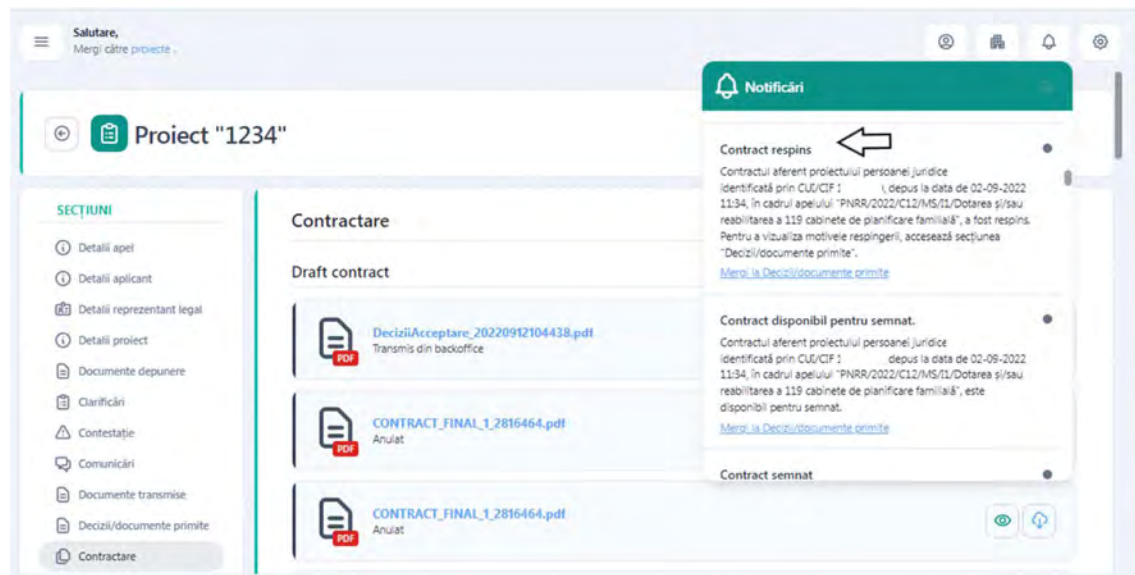 Salutare,
Mergi către proiecte .
Proiect "1234"
SECȚIUNI
Detalii apel
Detalii aplicant
Detalii reprezentant legal
Detalii proiect
Documente depunere
Clarificări
Contestație
Comunicări
Documente transmise
Decizii/documente primite
Contractare
Contractare
Draft contract
DeciziiAcceptare_20220912104438.pdf
Transmis din backoffice
PDF
CONTRACT_FINAL_1_2816464.pdf
Anulat
PDF
CONTRACT_FINAL_1_2816464.pdf
Anulat
PDF
Notificări
Contract respins
Contractul aferent proiectului persoanei juridice
identificată prin CUI/CIF 1 , depus la data de 02-09-2022
11:34, în cadrul apelului "PNRR/2022/C12/MS/I1/Dotarea și/sau
reabilitarea a 119 cabinete de planificare familială", a fost respins.
Pentru a vizualiza motivele respingerii, accesează secțiunea
"Decizii/documente primite".
Mergi la Decizii/documente primite
Contract disponibil pentru semnat.
Contractul aferent proiectului persoanei juridice
identificată prin CUI/CIF 1 depus la data de 02-09-2022
11:34, în cadrul apelului "PNRR/2022/C12/MS/I1/Dotarea și/sau
reabilitarea a 119 cabinete de planificare familială", este
disponibil pentru semnat.
Mergi la Decizii/documente primite
Contract semnat